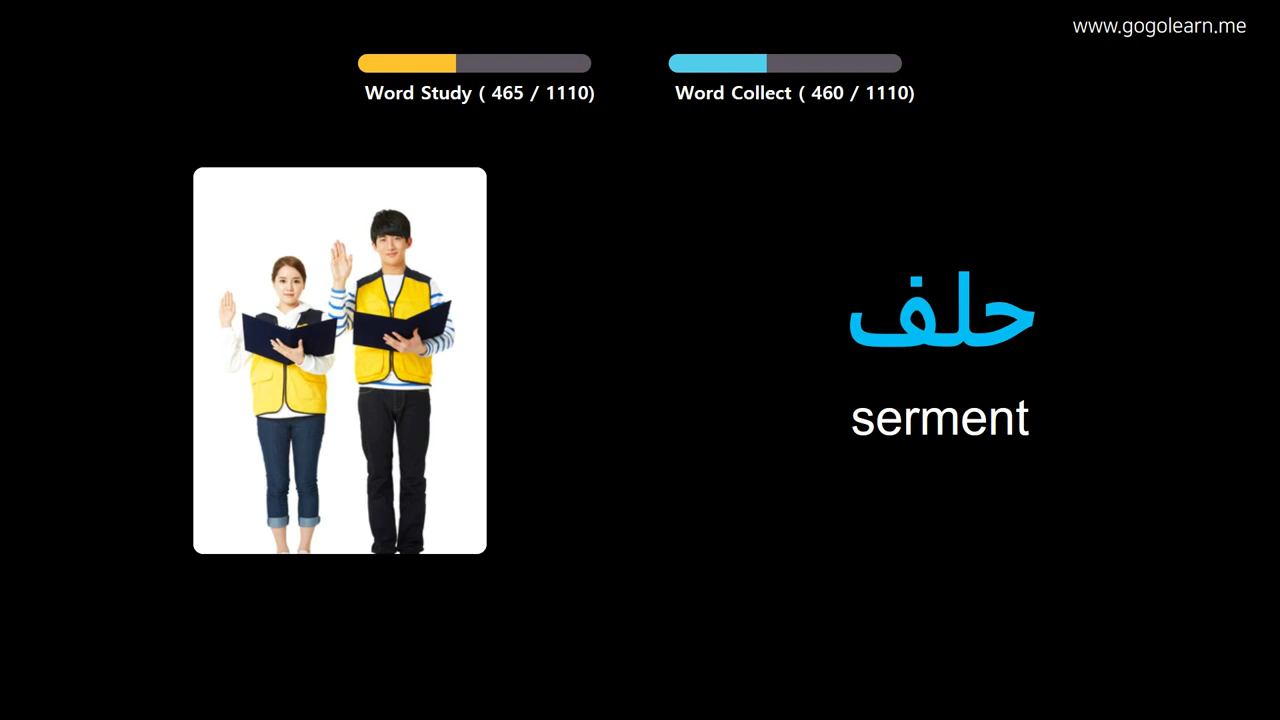 www.gogolearn.me
Word Study ( 465 / 1110)
Word Collect ( 460 / 1110)
حلف
serment